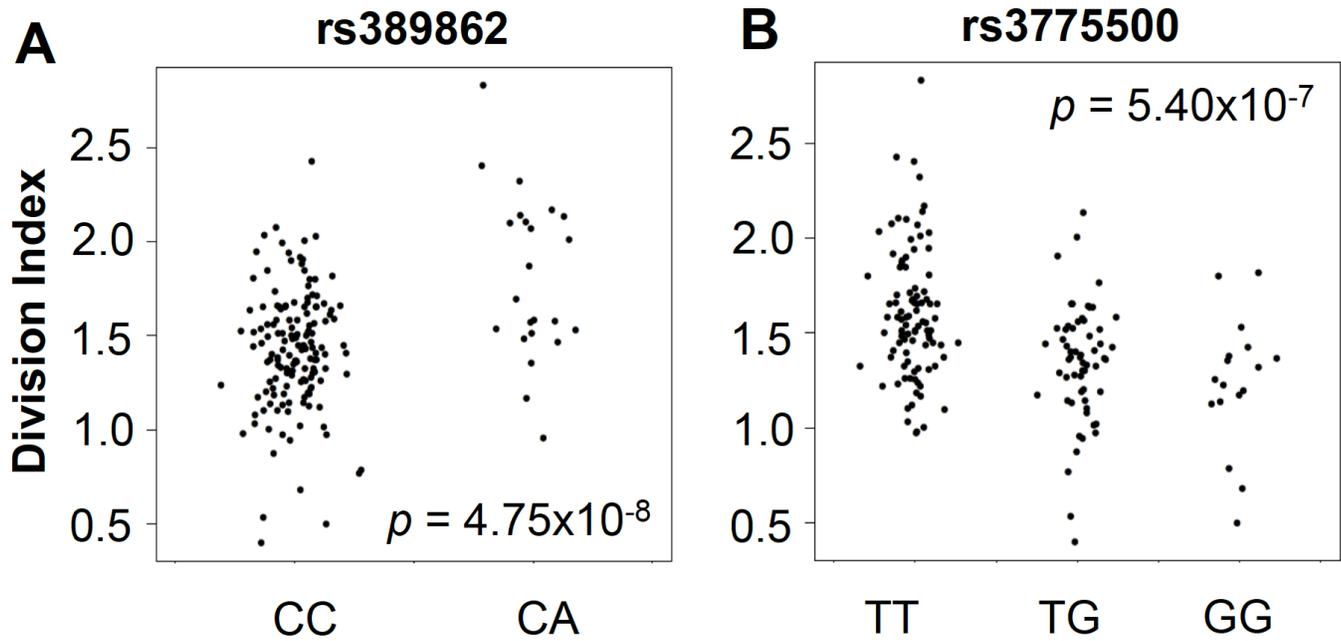 A
rs389862
Division Index
2.5
2.0
1.5
1.0
0.5
p = 4.75x10-8
CC
CA
B
rs3775500
p = 5.40x10-7
2.5
2.0
1.5
1.0
0.5
TT
TG
GG